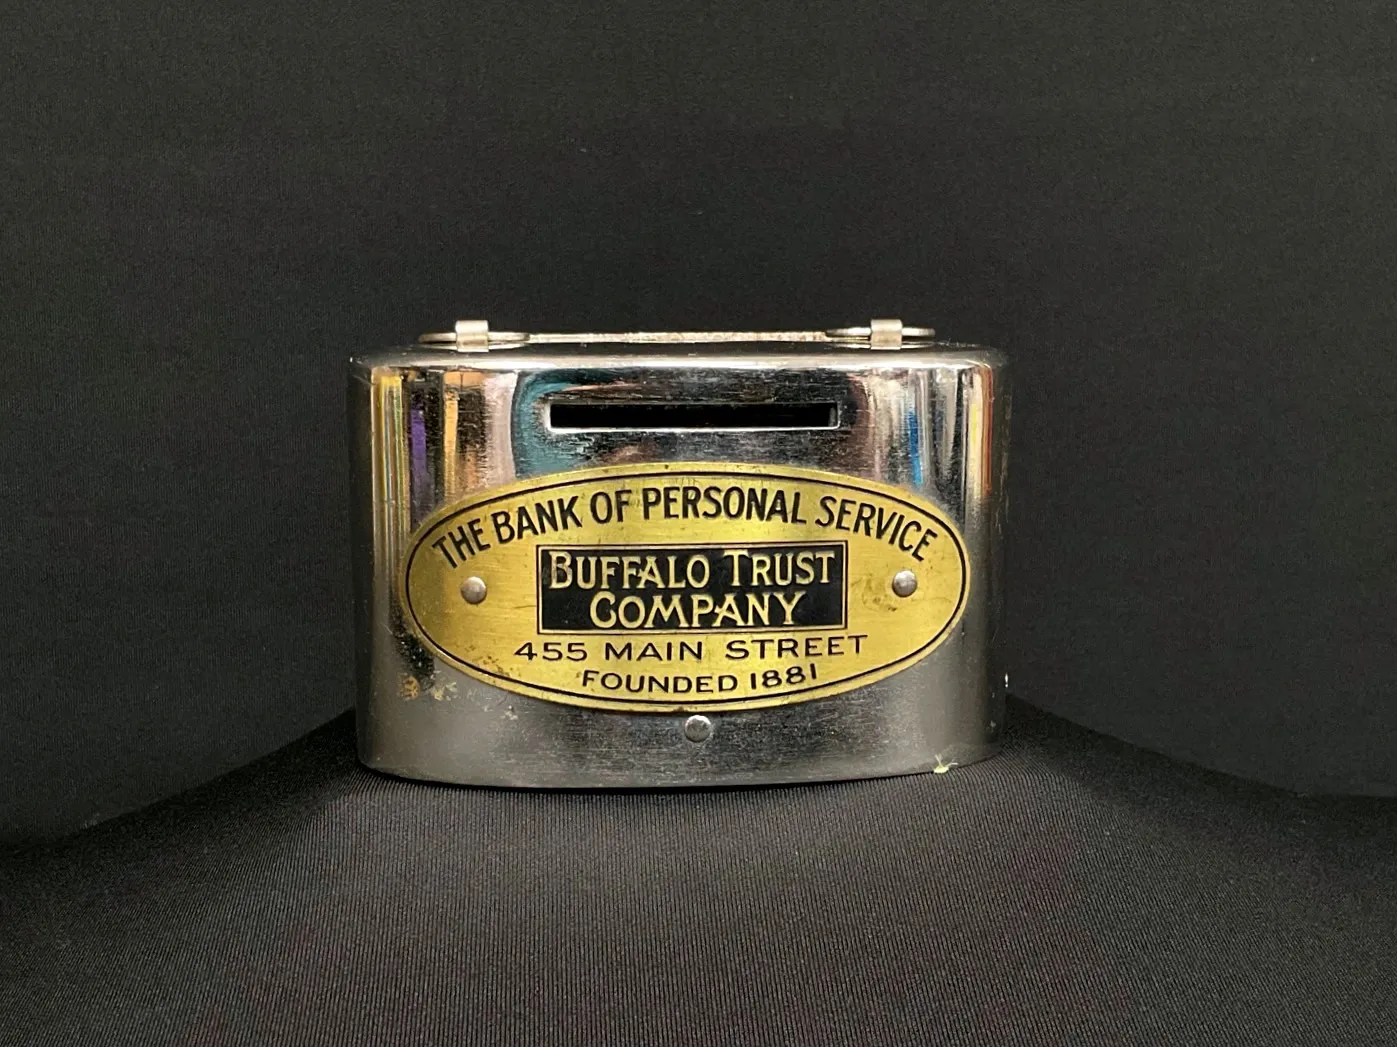 THE BANK OF PERSONAL SERVICE
BUFFALO TRUST
COMPANY
455 MAIN STREET
FOUNDED 1881